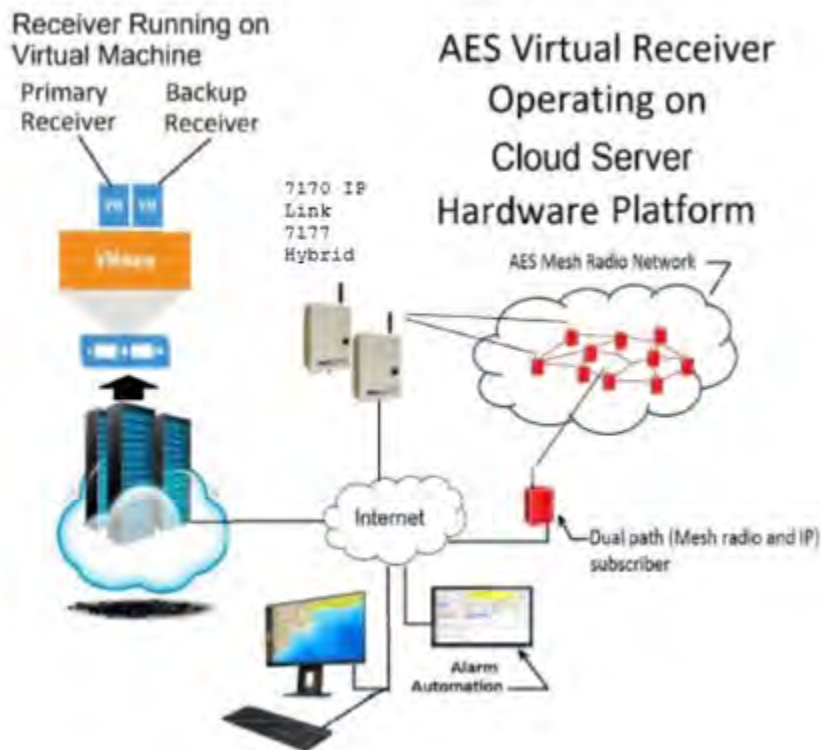 Receiver Running on
Virtual Machine
Primary
Receiver
Backup
Receiver
AES Virtual Receiver
Operating on
Cloud Server
Hardware Platform
7170 IP
Link
7177
Hybrid
AES Mesh Radio Network
VMware
Internet
Dual path (Mesh radio and IP)
subscriber
Alarm
Automation